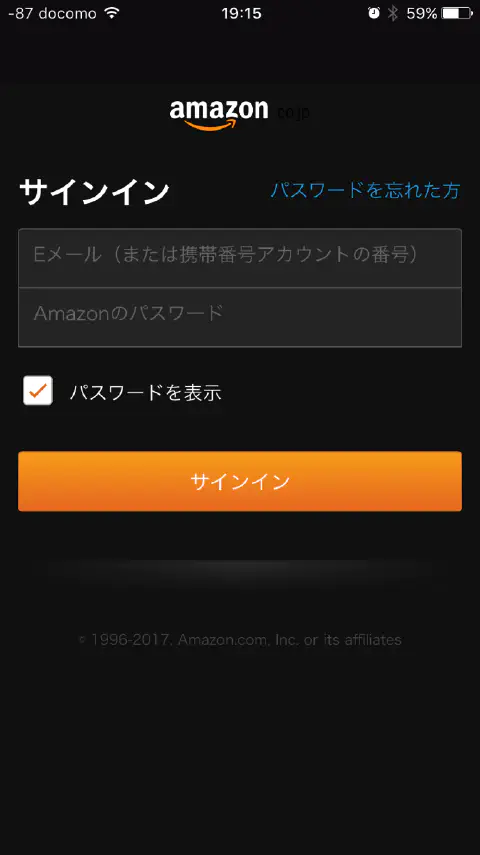 -87 docomo 19:15 59%
amazon co.jp
サインイン パスワードを忘れた方
Eメール（または携帯番号アカウントの番号）
Amazonのパスワード
パスワードを表示
サインイン
© 1996-2017, Amazon.com, Inc. or its affiliates